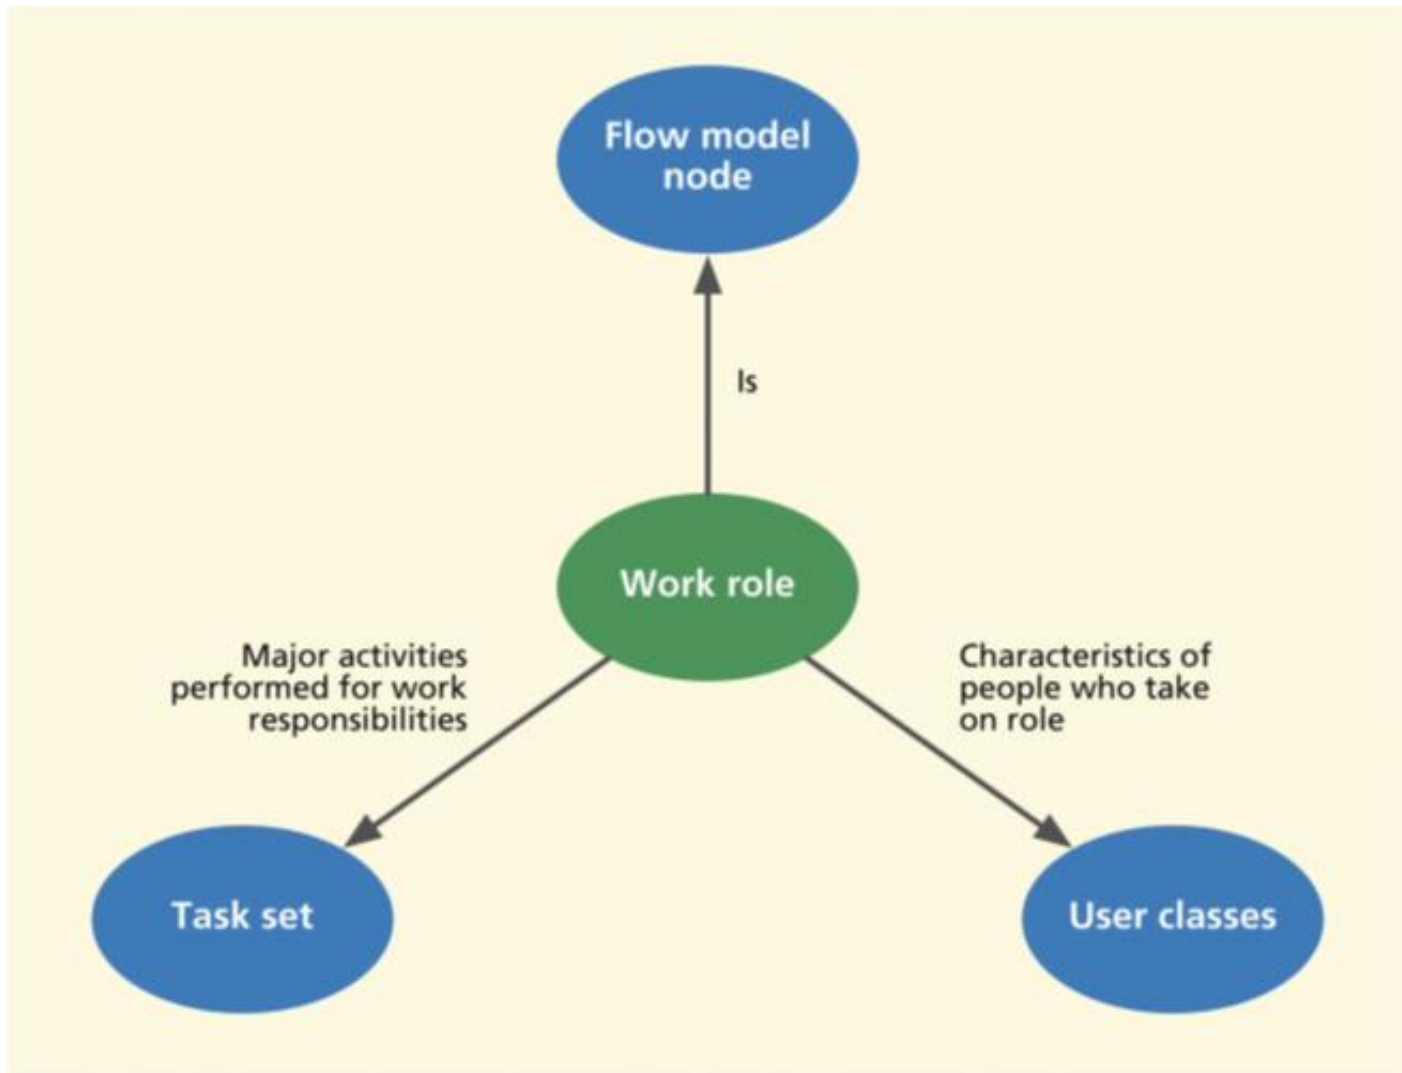 Flow model
node
Is
Work role
Major activities
performed for work
responsibilities
Characteristics of
people who take
on role
Task set
User classes